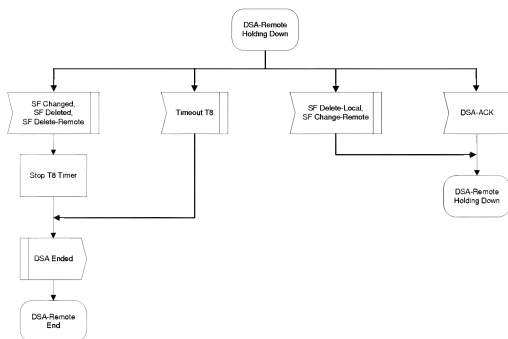 DSA-Remote
Holding Down
SF Changed,
SF Deleted,
SF Delete-Remote
Timeout T8
SF Delete-Local,
SF Change-Remote
DSA-ACK
Stop T8 Timer
DSA-Remote
Holding Down
DSA Ended
DSA-Remote
End